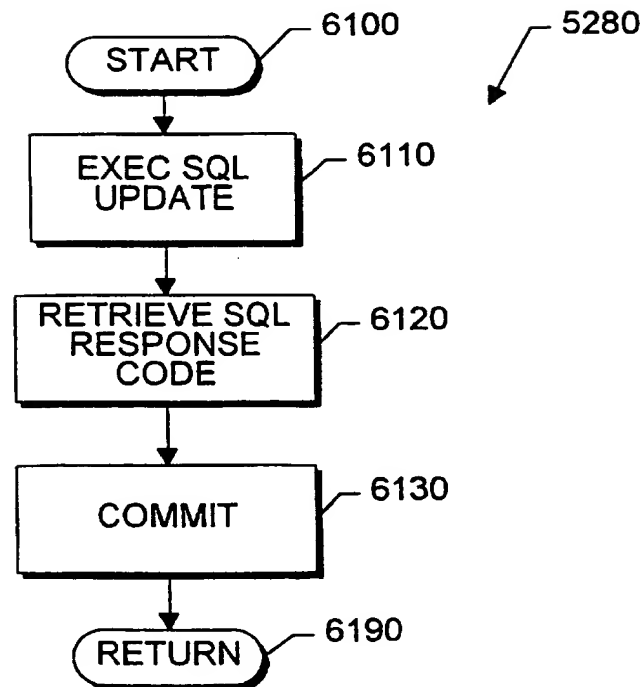 START
6100
5280
EXEC SQL
UPDATE
6110
RETRIEVE SQL
RESPONSE
CODE
6120
COMMIT
6130
RETURN
6190